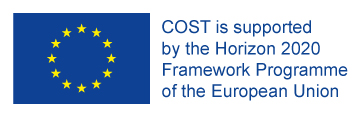 COST is supported
by the Horizon 2020
Framework Programme
of the European Union